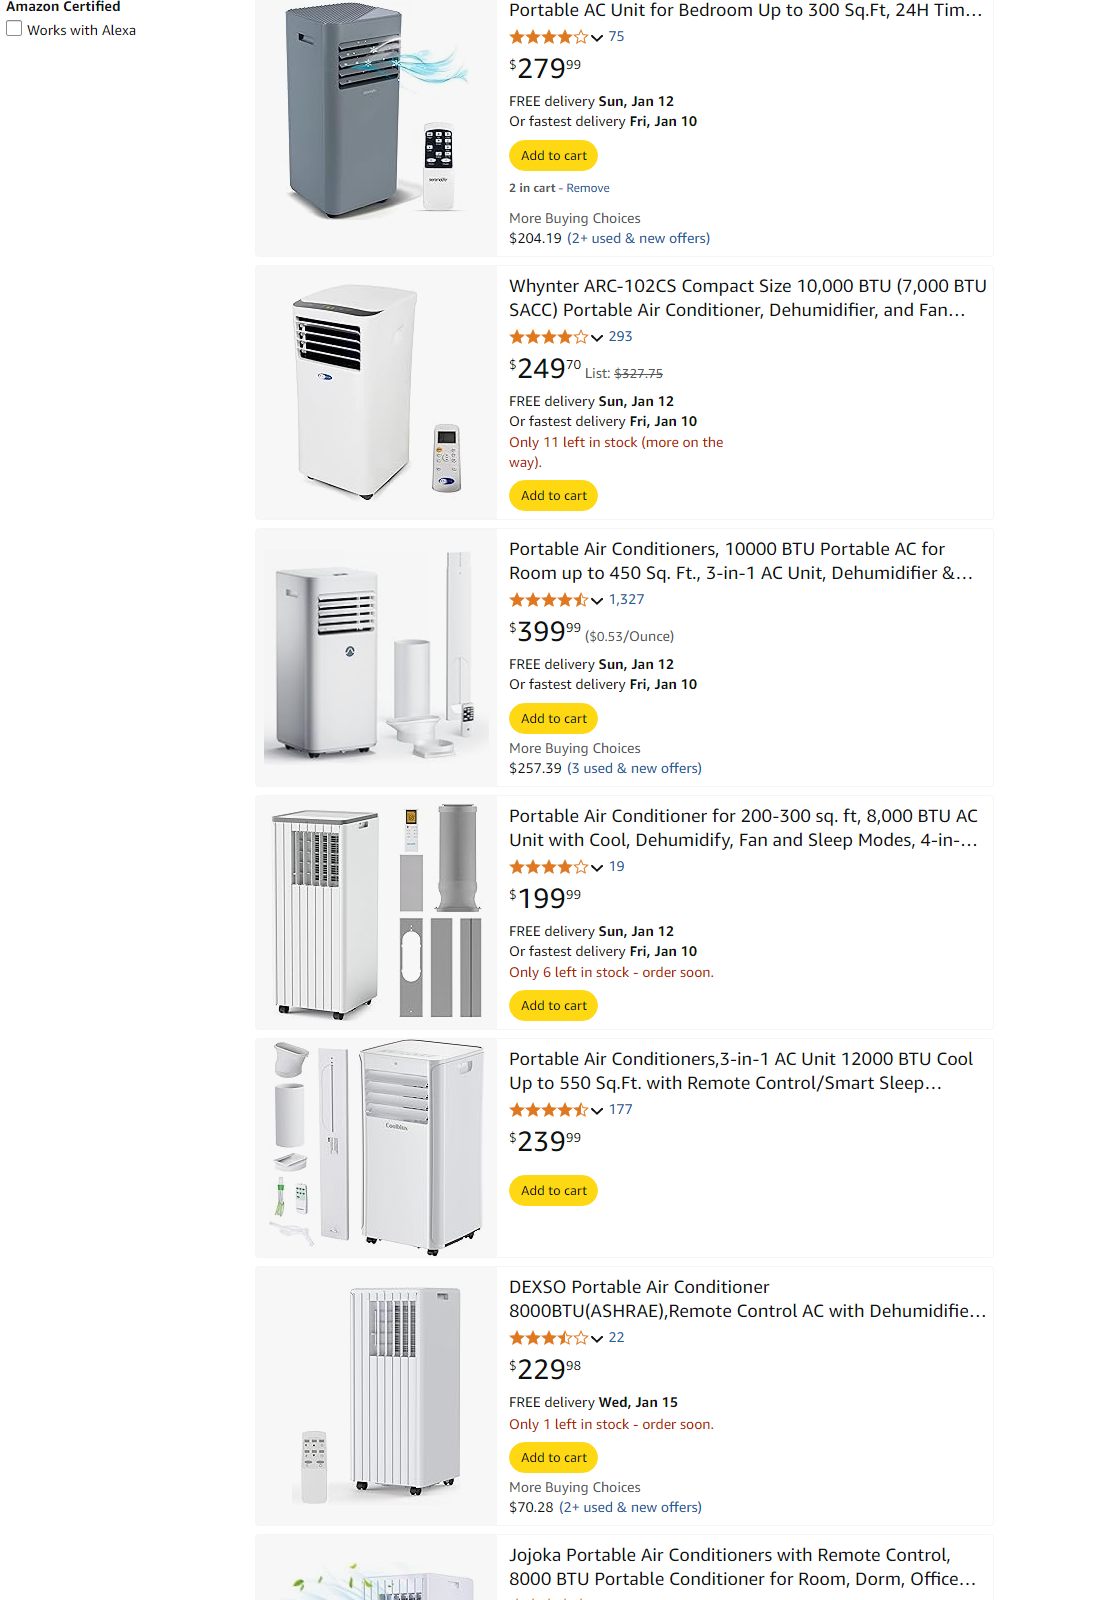 Amazon Certified
Works with Alexa
Portable AC Unit for Bedroom Up to 300 Sq.Ft, 24H Tim...
75
$279.99
FREE delivery Sun, Jan 12
Or fastest delivery Fri, Jan 10
Add to cart
2 in cart - Remove
More Buying Choices
$204.19 (2+ used & new offers)
Whynter ARC-102CS Compact Size 10,000 BTU (7,000 BTU
SACC) Portable Air Conditioner, Dehumidifier, and Fan...
293
$249.70 List: $327.75
FREE delivery Sun, Jan 12
Or fastest delivery Fri, Jan 10
Only 11 left in stock (more on the
way).
Add to cart
Portable Air Conditioners, 10000 BTU Portable AC for
Room up to 450 Sq. Ft., 3-in-1 AC Unit, Dehumidifier &...
1,327
$399.99 ($0.53/Ounce)
FREE delivery Sun, Jan 12
Or fastest delivery Fri, Jan 10
Add to cart
More Buying Choices
$257.39 (3 used & new offers)
Portable Air Conditioner for 200-300 sq. ft, 8,000 BTU AC
Unit with Cool, Dehumidify, Fan and Sleep Modes, 4-in-...
19
$199.99
FREE delivery Sun, Jan 12
Or fastest delivery Fri, Jan 10
Only 6 left in stock - order soon.
Add to cart
Coolblus
Portable Air Conditioners,3-in-1 AC Unit 12000 BTU Cool
Up to 550 Sq.Ft. with Remote Control/Smart Sleep...
177
$239.99
Add to cart
DEXSO Portable Air Conditioner
8000BTU(ASHRAE),Remote Control AC with Dehumidifie...
22
$229.98
FREE delivery Wed, Jan 15
Only 1 left in stock - order soon.
Add to cart
More Buying Choices
$70.28 (2+ used & new offers)
Jojoka Portable Air Conditioners with Remote Control,
8000 BTU Portable Conditioner for Room, Dorm, Office...